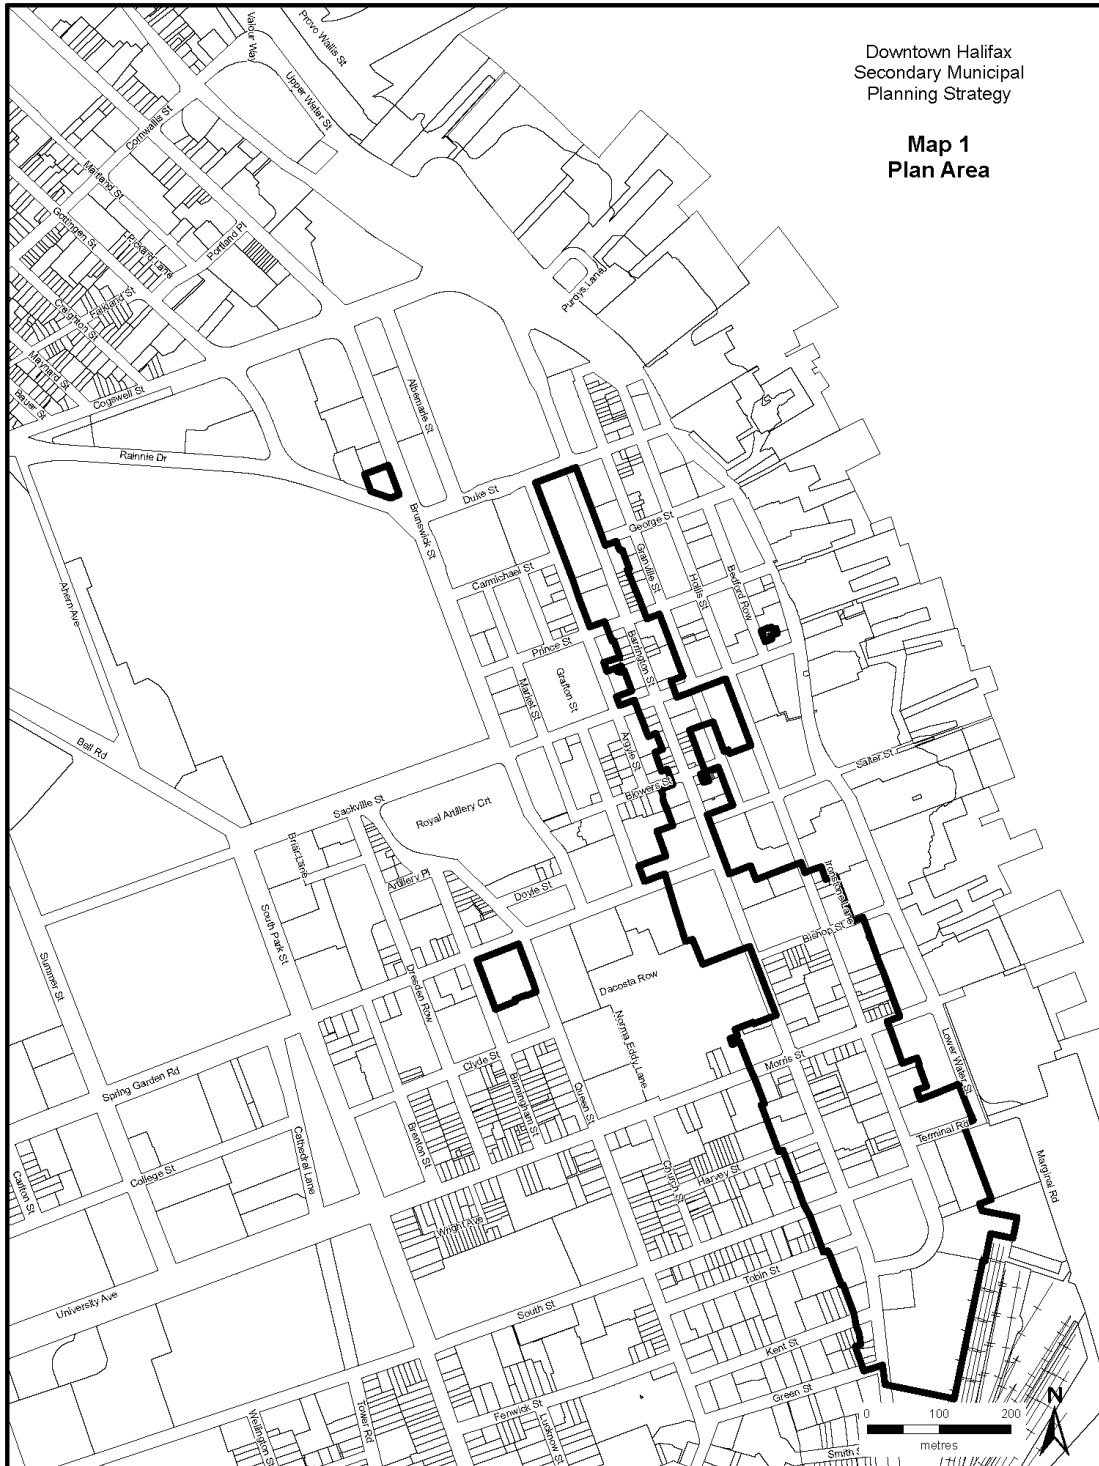 Downtown Halifax
Secondary Municipal
Planning Strategy
Map 1
Plan Area
Provo Wallis St
Valour Way
Upper Water St
Cornwallis St
Maitland St
Gottingen St
Portland Pl
Rickard Lane
Purdys Lane
Falkland St
Creighton St
Maynard St
Bauer St
Cogswell St
Albemarle St
Rainnie Dr
Duke St
Brunswick St
George St
Granville St
Carmichael St
Hollis St
Bedford Row
Ahern Ave
Prince St
Barrington St
Grafton St
Market St
Bell Rd
Argyle St
Salter St
Blowers St
Sackville St
Royal Artillery Crt
Briar Lane
Artillery Pl
Doyle St
Ironstone Lane
South Park St
Bishop St
Summer St
Dresden Row
Dacosta Row
Norma Eddy Lane
Lower Water St
Clyde St
Morris St
Spring Garden Rd
Birmingham St
Queen St
Terminal Rd
Brenton St
Cathedral Lane
College St
Carlton St
Church St
Harvey St
Marginal Rd
Wright Ave
Tobin St
University Ave
South St
Kent St
Green St
Fenwick St
Wellington St
Tower Rd
Lucknow St
Smith S
N
0 100 200
metres